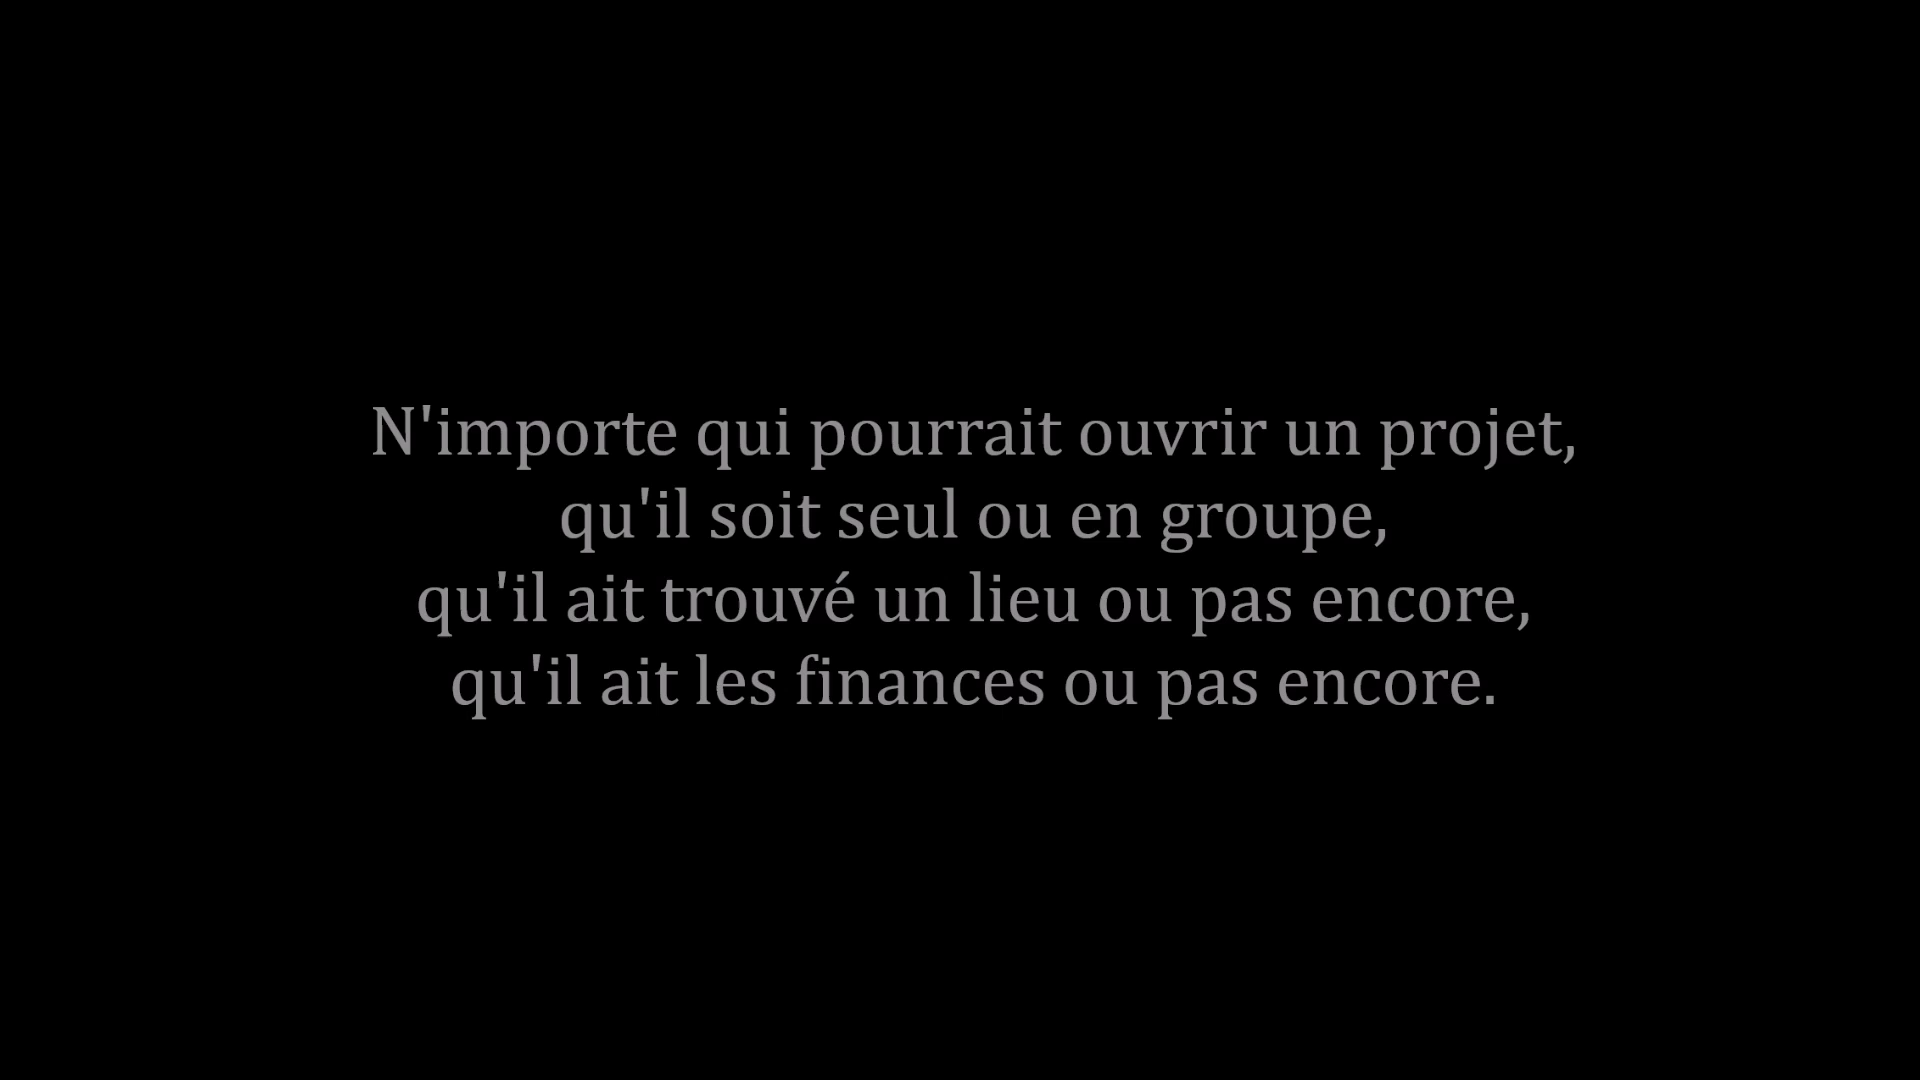 N'importe qui pourrait ouvrir un projet,
qu'il soit seul ou en groupe,
qu'il ait trouvé un lieu ou pas encore,
qu'il ait les finances ou pas encore.